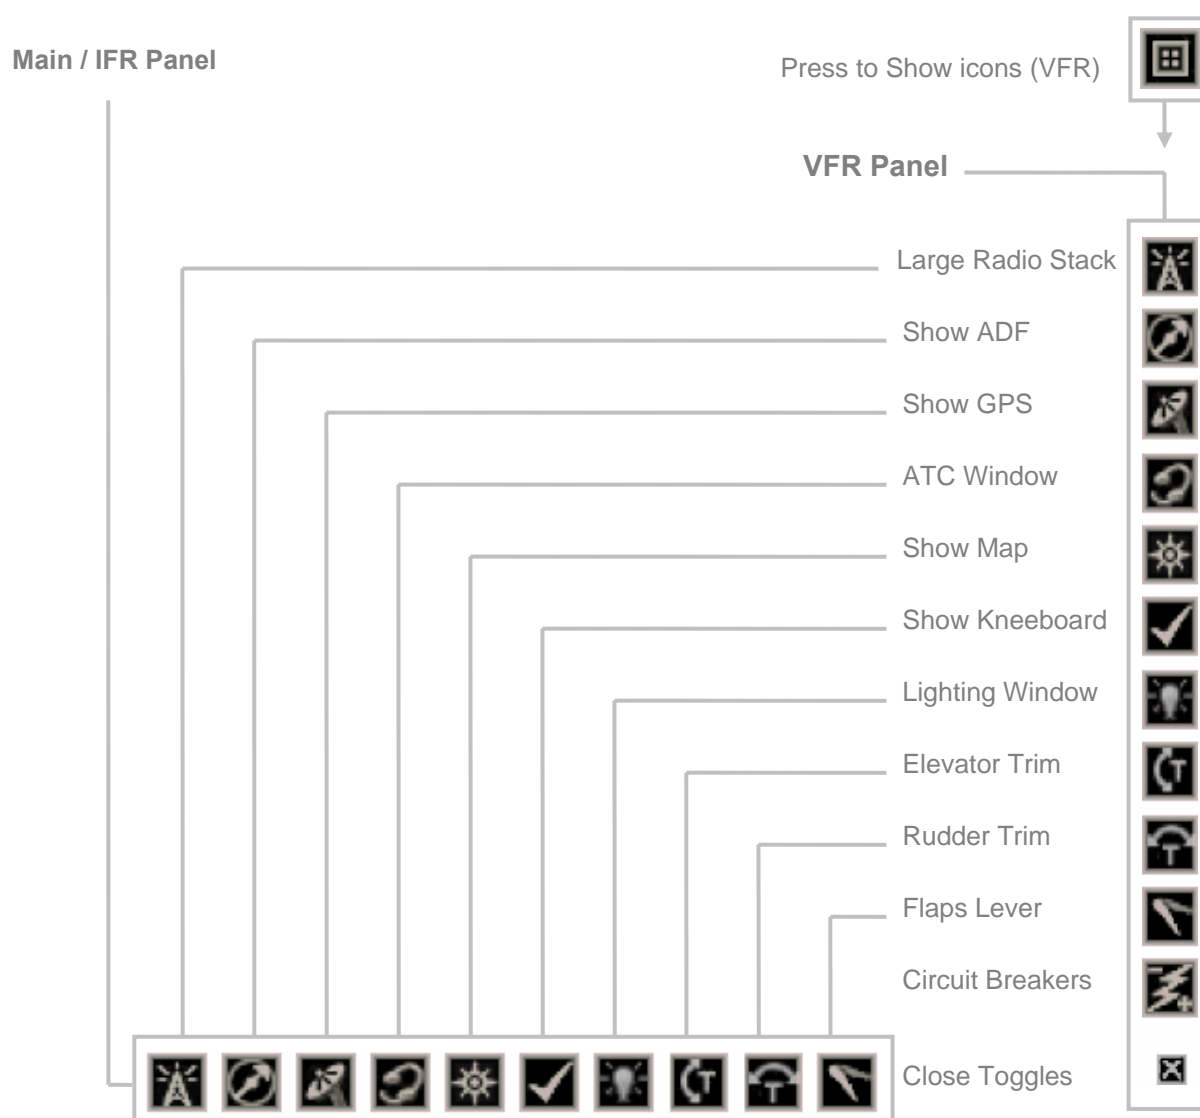 Main / IFR Panel
Press to Show icons (VFR)
VFR Panel
Large Radio Stack
Show ADF
Show GPS
ATC Window
Show Map
Show Kneeboard
Lighting Window
Elevator Trim
Rudder Trim
Flaps Lever
Circuit Breakers
Close Toggles